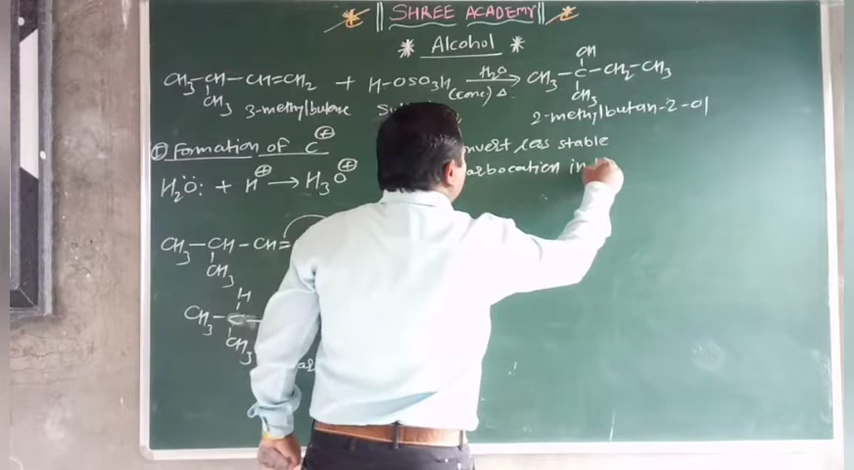 SHREE ACADEMY
* Alcohol *
CH₃–CH–CH=CH₂ + H-OSO₃H H₂O (conc) Δ → CH₃–C–CH₂–CH₃
OH
CH₃
CH₃
3-methylbutene
2-methylbutan-2-ol
① Formation of C⊕
H₂Ö: + H⊕ → H₃O⊕
nvert less stable
arbocation in
CH₃–CH–CH=
CH₃
H
CH₃–C–
CH₃